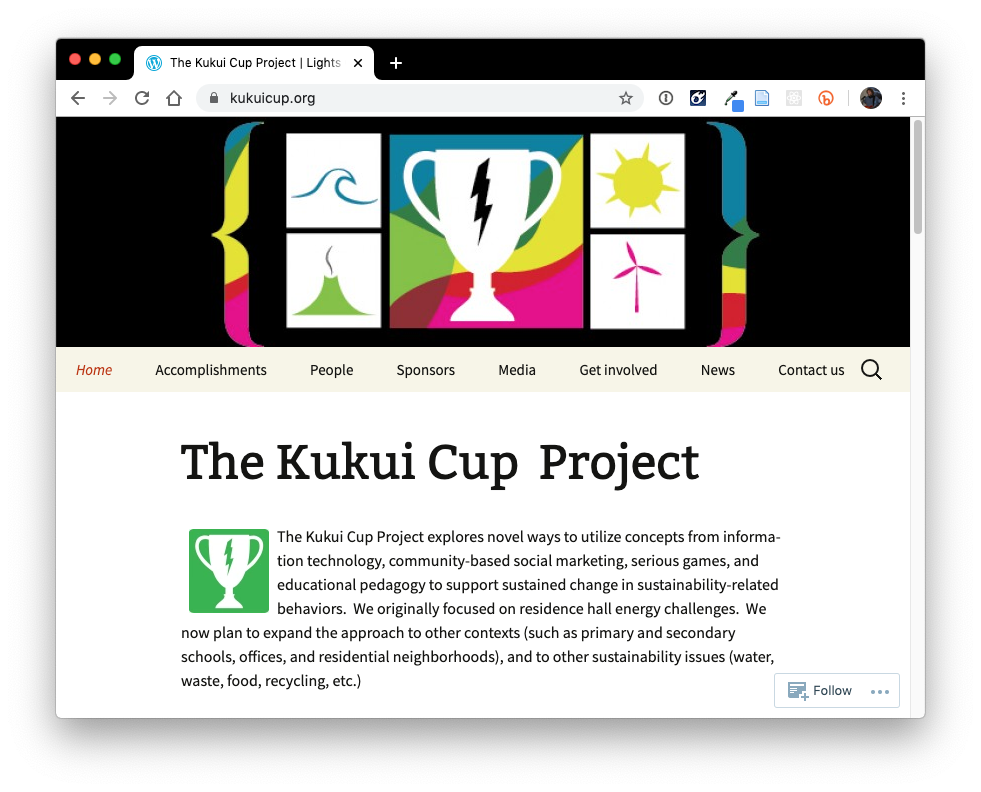 The Kukui Cup Project | Lights
kukuicup.org
Home Accomplishments People Sponsors Media Get involved News Contact us
The Kukui Cup Project
The Kukui Cup Project explores novel ways to utilize concepts from informa-
tion technology, community-based social marketing, serious games, and
educational pedagogy to support sustained change in sustainability-related
behaviors. We originally focused on residence hall energy challenges. We
now plan to expand the approach to other contexts (such as primary and secondary
schools, offices, and residential neighborhoods), and to other sustainability issues (water,
waste, food, recycling, etc.)
Follow